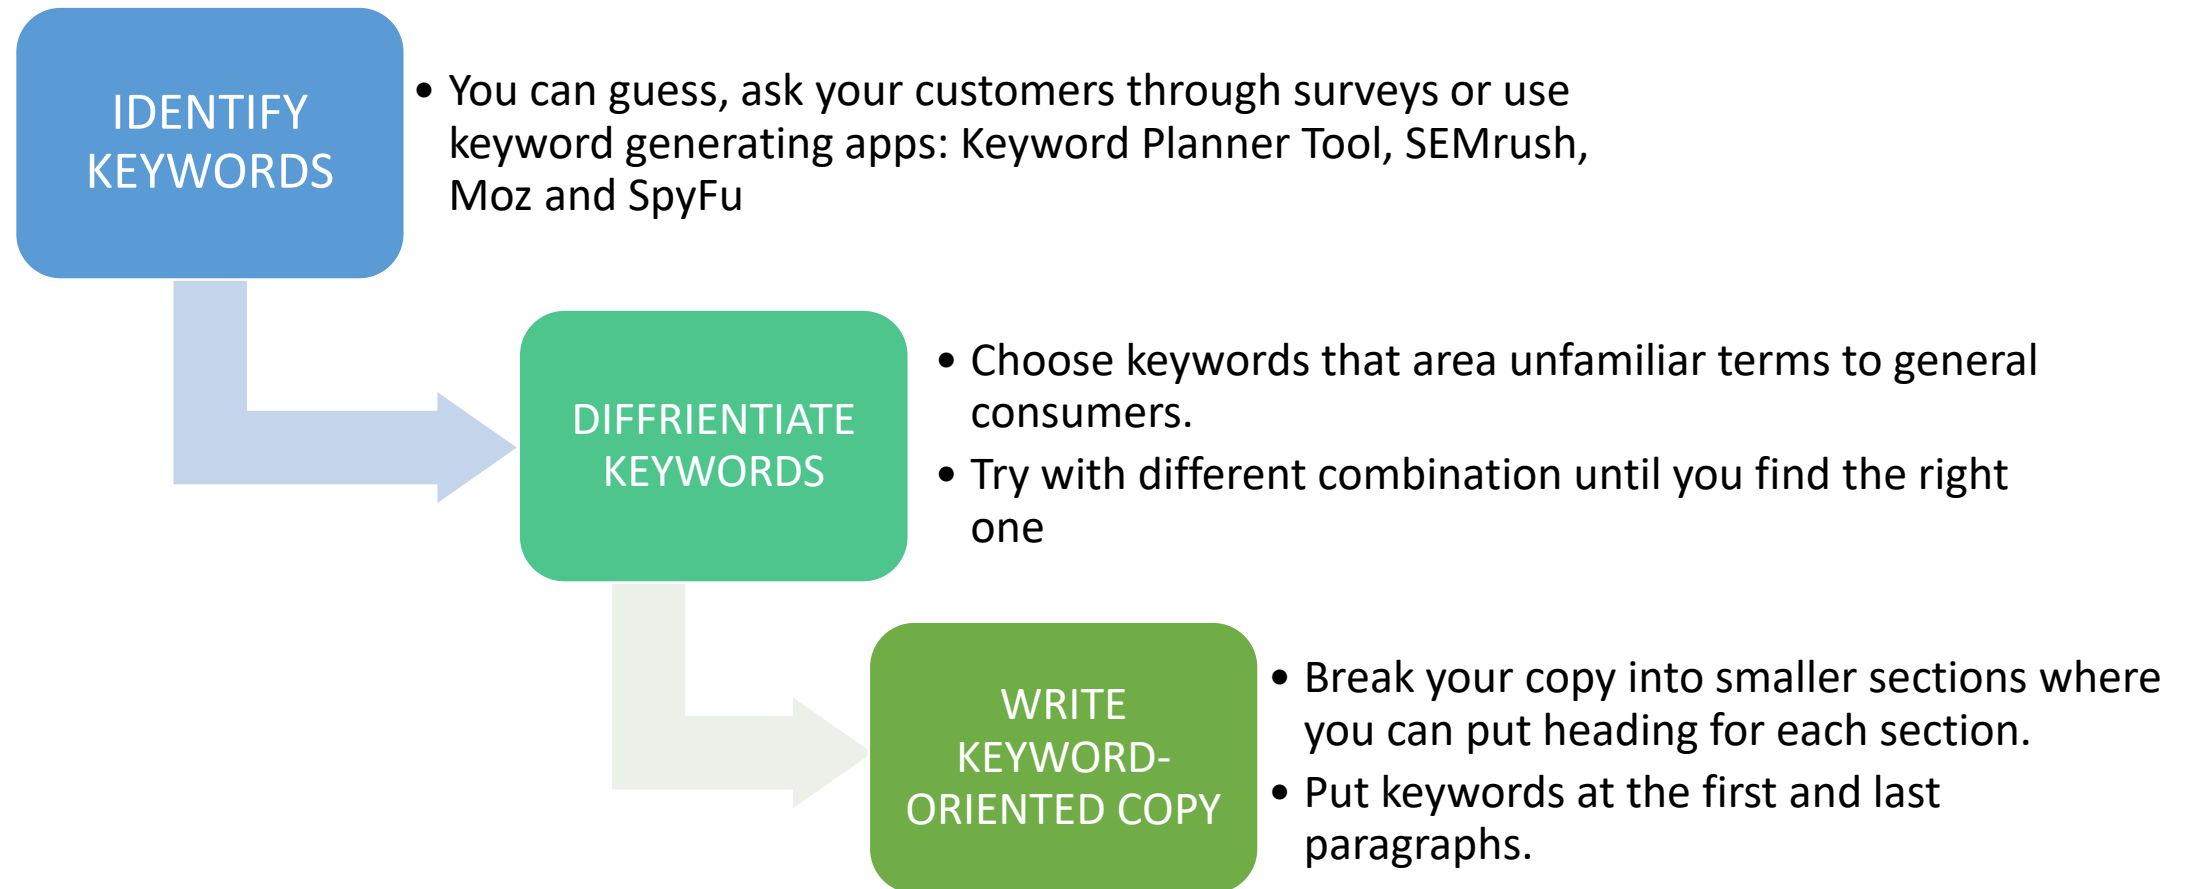 IDENTIFY
KEYWORDS
• You can guess, ask your customers through surveys or use
keyword generating apps: Keyword Planner Tool, SEMrush,
Moz and SpyFu
DIFFRIENTIATE
KEYWORDS
• Choose keywords that area unfamiliar terms to general
consumers.
• Try with different combination until you find the right
one
WRITE
KEYWORD-
ORIENTED COPY
• Break your copy into smaller sections where
you can put heading for each section.
• Put keywords at the first and last
paragraphs.